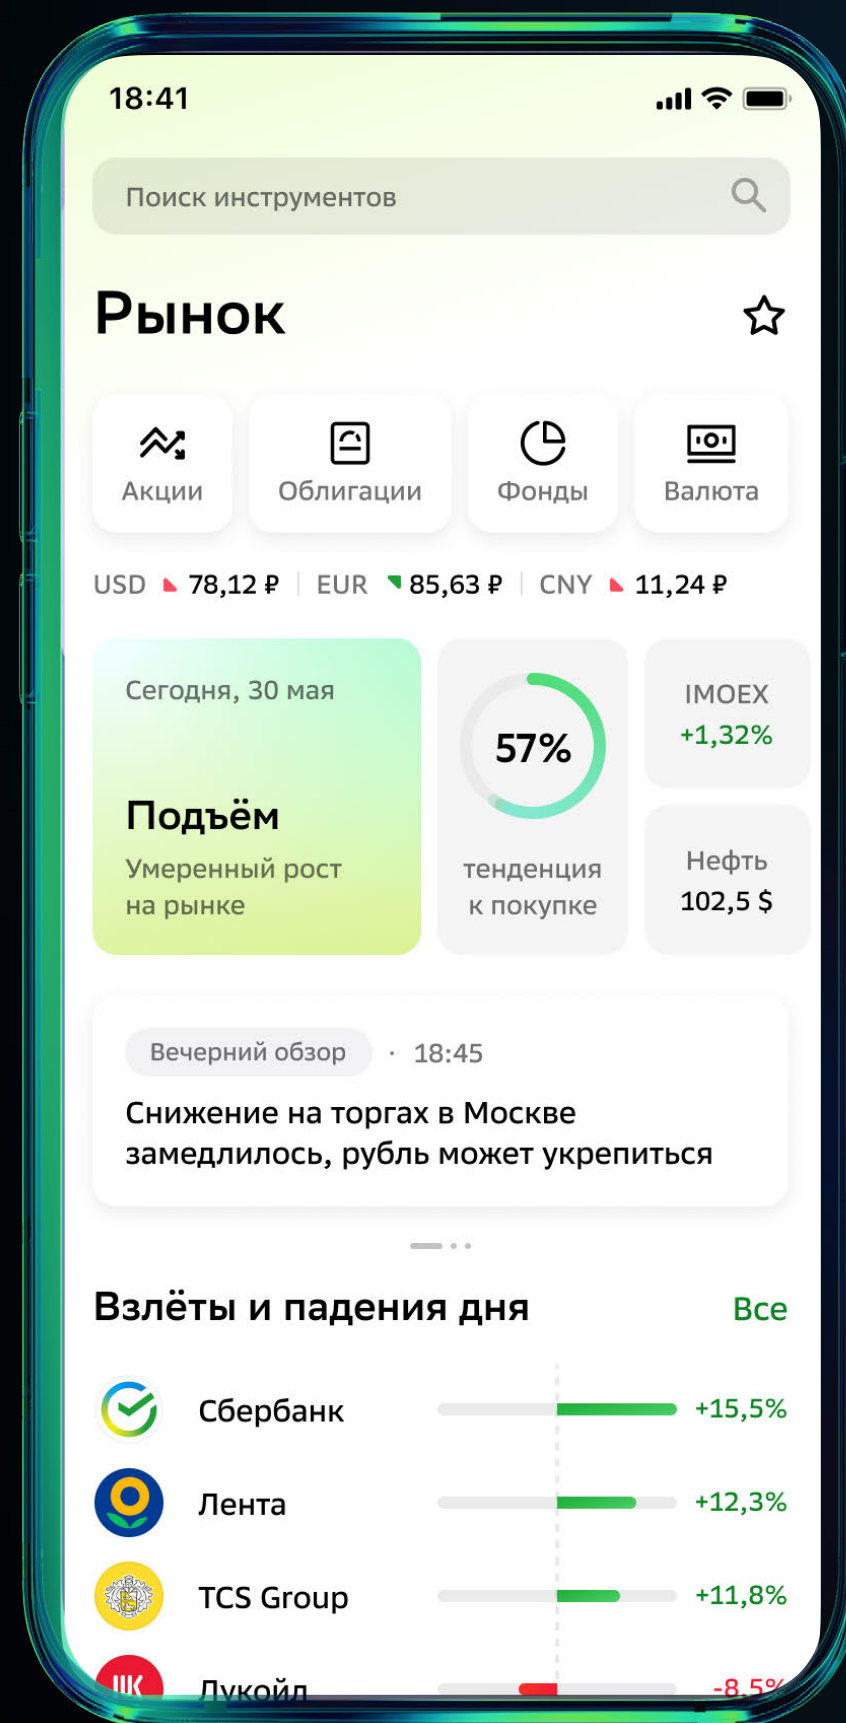 18:41
Поиск инструментов
Рынок
Акции
Облигации
Фонды
Валюта
USD 78,12 ₽ EUR 85,63 ₽ CNY 11,24 ₽
Сегодня, 30 мая
Подъём
Умеренный рост
на рынке
57%
тенденция
к покупке
IMOEX
+1,32%
Нефть
102,5 $
Вечерний обзор · 18:45
Снижение на торгах в Москве
замедлилось, рубль может укрепиться
Взлёты и падения дня Все
Сбербанк +15,5%
Лента +12,3%
TCS Group +11,8%
Лукойл -8,5%